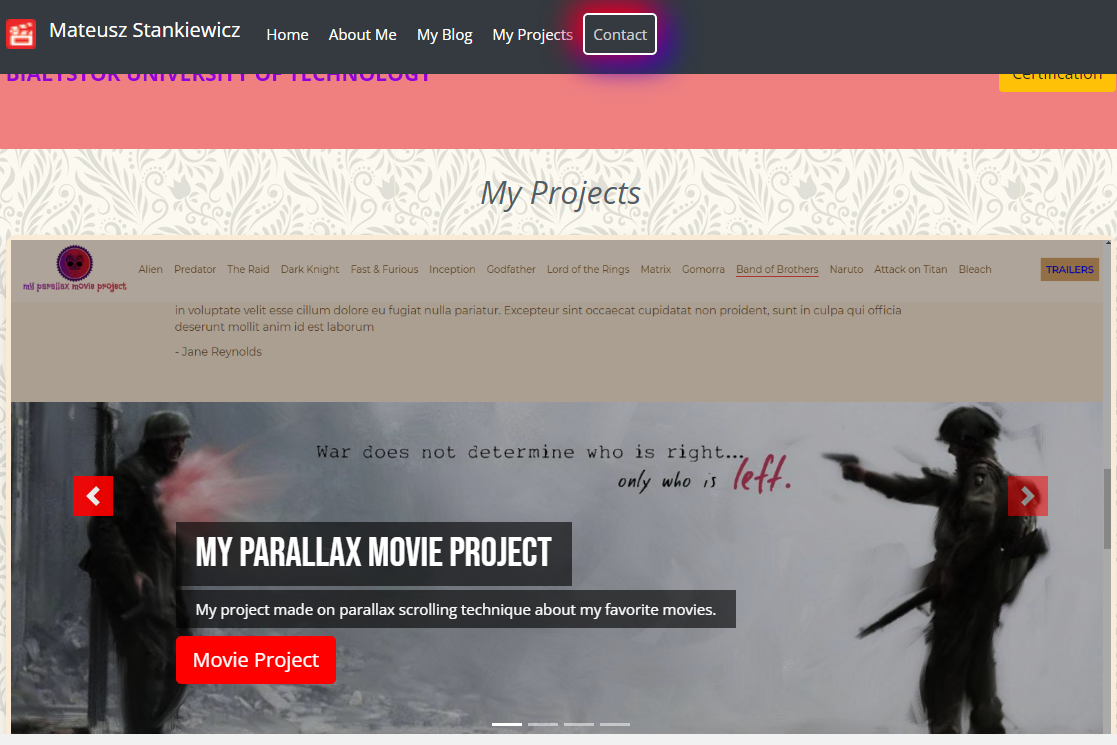 Mateusz Stankiewicz Home About Me My Blog My Projects Contact
BIAŁYSTOK UNIVERSITY OF TECHNOLOGY Certification
My Projects
my parallax movie project Alien Predator The Raid Dark Knight Fast & Furious Inception Godfather Lord of the Rings Matrix Gomorra Band of Brothers Naruto Attack on Titan Bleach TRAILERS
in voluptate velit esse cillum dolore eu fugiat nulla pariatur. Excepteur sint occaecat cupidatat non proident, sunt in culpa qui officia
deserunt mollit anim id est laborum
- Jane Reynolds
War does not determine who is right...
only who is left.
MY PARALLAX MOVIE PROJECT
My project made on parallax scrolling technique about my favorite movies.
Movie Project